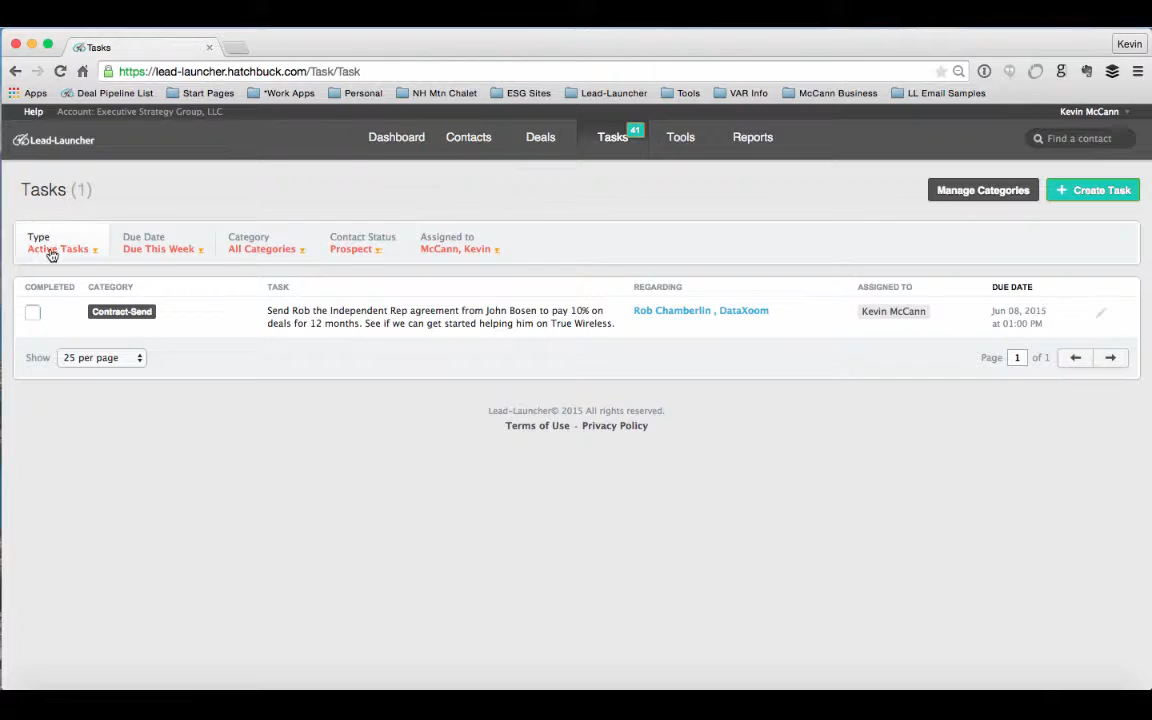 Tasks
Kevin
https://lead-launcher.hatchbuck.com/Task/Task
Apps Deal Pipeline List Start Pages *Work Apps Personal NH Mtn Chalet ESG Sites Lead-Launcher Tools VAR Info McCann Business LL Email Samples
Help Account: Executive Strategy Group, LLC. Kevin McCann
Lead-Launcher Dashboard Contacts Deals Tasks 41 Tools Reports Find a contact
Tasks (1) Manage Categories + Create Task
Type Due Date Category Contact Status Assigned to
Active Tasks Due This Week All Categories Prospect McCann, Kevin
COMPLETED CATEGORY TASK REGARDING ASSIGNED TO DUE DATE
Contract-Send Send Rob the Independent Rep agreement from John Bosen to pay 10% on Rob Chamberlin , DataXoom Kevin McCann Jun 08, 2015
deals for 12 months. See if we can get started helping him on True Wireless. at 01:00 PM
Show 25 per page Page 1 of 1
Lead-Launcher© 2015 All rights reserved.
Terms of Use - Privacy Policy